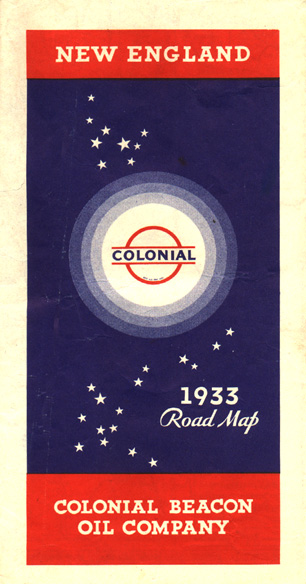 NEW ENGLAND
COLONIAL
1933
Road Map
COLONIAL BEACON
OIL COMPANY